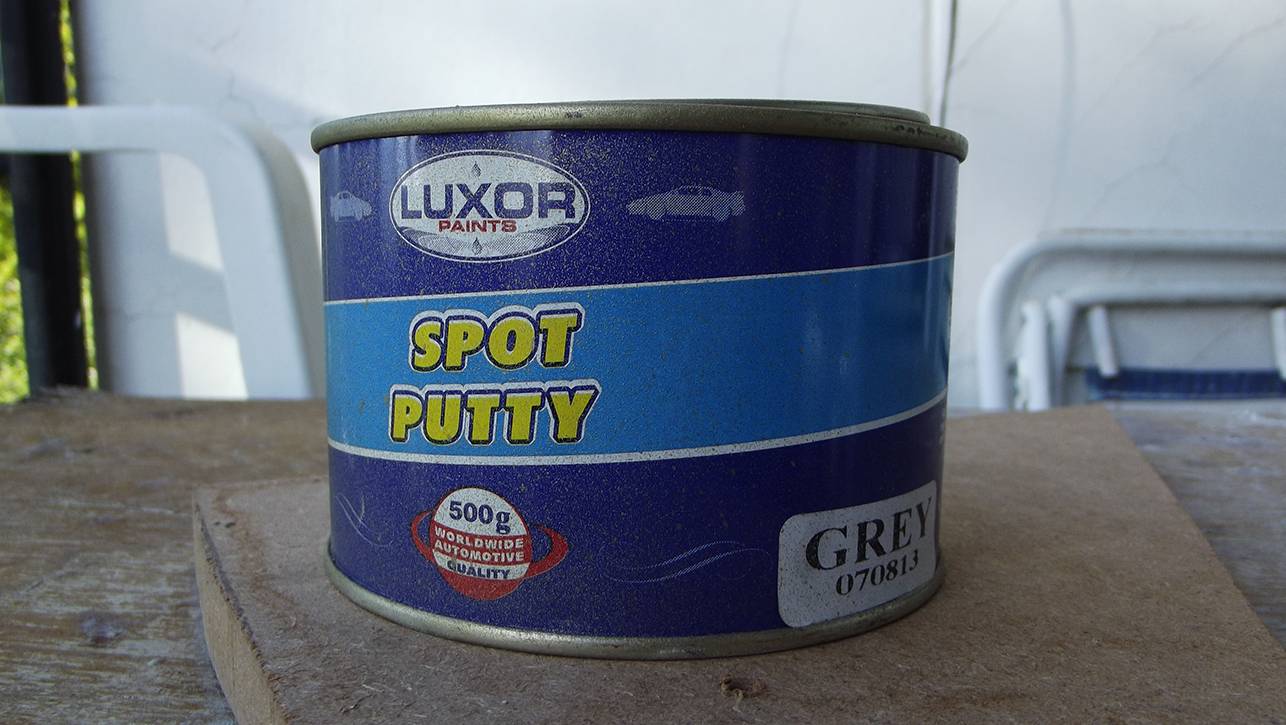 LUXOR
PAINTS
SPOT
PUTTY
500g
WORLDWIDE
AUTOMOTIVE
QUALITY
GREY
070813